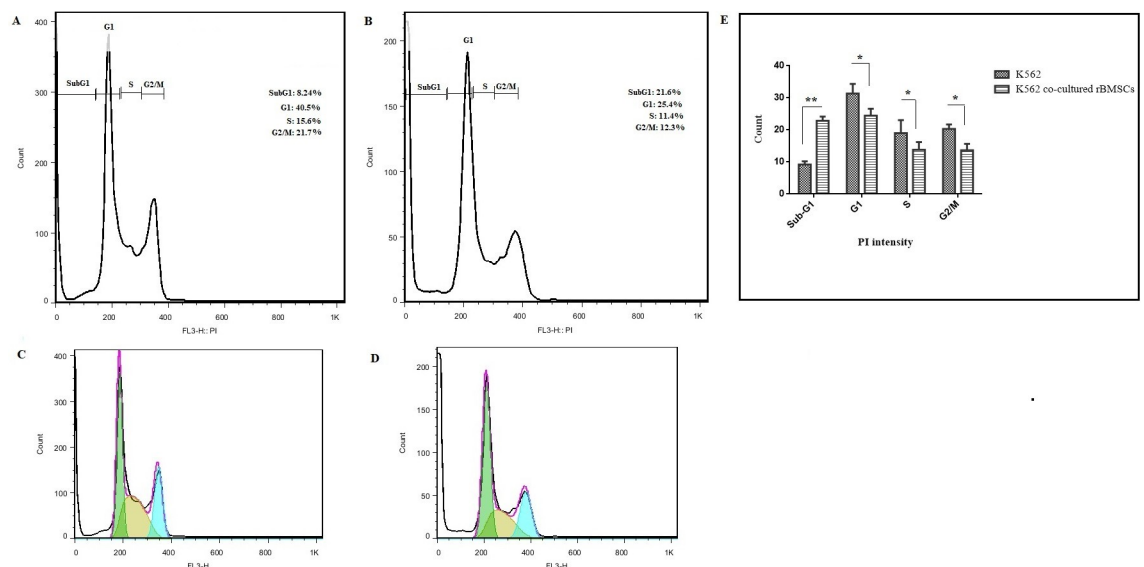 A
400
300
200
100
0
Count
G1
SubG1
S
G2/M
SubG1: 8.24%
G1: 40.5%
S: 15.6%
G2/M: 21.7%
0
200
400
600
800
1K
FL3-H:: PI
B
200
150
100
50
0
Count
G1
SubG1
S
G2/M
SubG1: 21.6%
G1: 25.4%
S: 11.4%
G2/M: 12.3%
0
200
400
600
800
1K
FL3-H:: PI
E
40
30
20
10
0
Count
**
*
*
*
Sub-G1
G1
S
G2/M
PI intensity
K562
K562 co-cultured rBMSCs
C
400
300
200
100
0
Count
0
200
400
600
800
1K
FL3-H
D
200
150
100
50
0
Count
0
200
400
600
800
1K
FL3-H